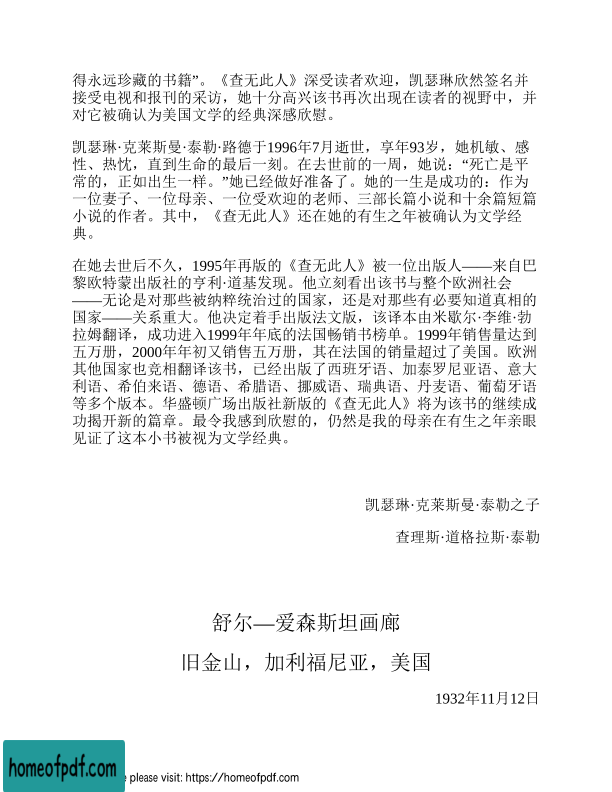 得永远珍藏的书籍”。《查无此人》深受读者欢迎，凯瑟琳欣然签名并
接受电视和报刊的采访，她十分高兴该书再次出现在读者的视野中，并
对它被确认为美国文学的经典深感欣慰。
凯瑟琳·克莱斯曼·泰勒·路德于1996年7月逝世，享年93岁，她机敏、感
性、热忱，直到生命的最后一刻。在去世前的一周，她说：“死亡是平
常的，正如出生一样。”她已经做好准备了。她的一生是成功的：作为
一位妻子、一位母亲、一位受欢迎的老师、三部长篇小说和十余篇短篇
小说的作者。其中，《查无此人》还在她的有生之年被确认为文学经
典。
在她去世后不久，1995年再版的《查无此人》被一位出版人——来自巴
黎欧特蒙出版社的亨利·道基发现。他立刻看出该书与整个欧洲社会
——无论是对那些被纳粹统治过的国家，还是对那些有必要知道真相的
国家——关系重大。他决定着手出版法文版，该译本由米歇尔·李维·勃
拉姆翻译，成功进入1999年年底的法国畅销书榜单。1999年销售量达到
五万册，2000年年初又销售五万册，其在法国的销量超过了美国。欧洲
其他国家也竞相翻译该书，已经出版了西班牙语、加泰罗尼亚语、意大
利语、希伯来语、德语、希腊语、挪威语、瑞典语、丹麦语、葡萄牙语
等多个版本。华盛顿广场出版社新版的《查无此人》将为该书的继续成
功揭开新的篇章。最令我感到欣慰的，仍然是我的母亲在有生之年亲眼
见证了这本小书被视为文学经典。
凯瑟琳·克莱斯曼·泰勒之子
查理斯·道格拉斯·泰勒
舒尔—爱森斯坦画廊
旧金山，加利福尼亚，美国
1932年11月12日
homeofpdf.com
please visit: https://homeofpdf.com